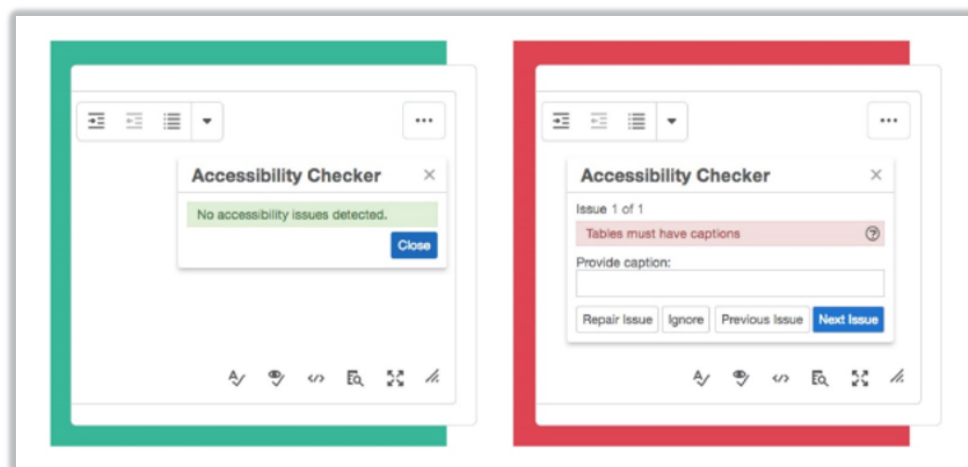 Accessibility Checker
No accessibility issues detected.
Close
Accessibility Checker
Issue 1 of 1
Tables must have captions
Provide caption:
Repair Issue Ignore Previous Issue Next Issue